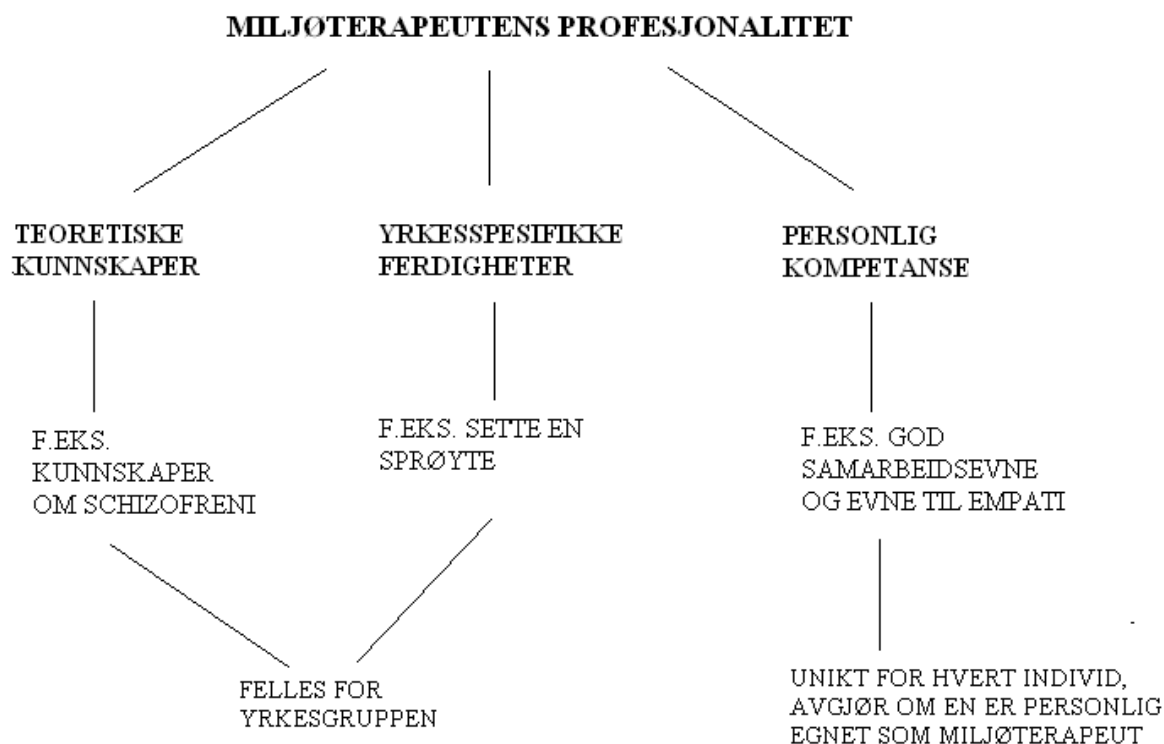 MILJØTERAPEUTENS PROFESJONALITET
TEORETISKE
KUNNSKAPER
YRKESSPESIFIKKE
FERDIGHETER
PERSONLIG
KOMPETANSE
F.EKS.
KUNNSKAPER
OM SCHIZOFRENI
F.EKS. SETTE EN
SPRØYTE
F.EKS. GOD
SAMARBEIDSEVNE
OG EVNE TIL EMPATI
FELLES FOR
YRKESGRUPPEN
UNIKT FOR HVERT INDIVID,
AVGJØR OM EN ER PERSONLIG
EGNET SOM MILJØTERAPEUT